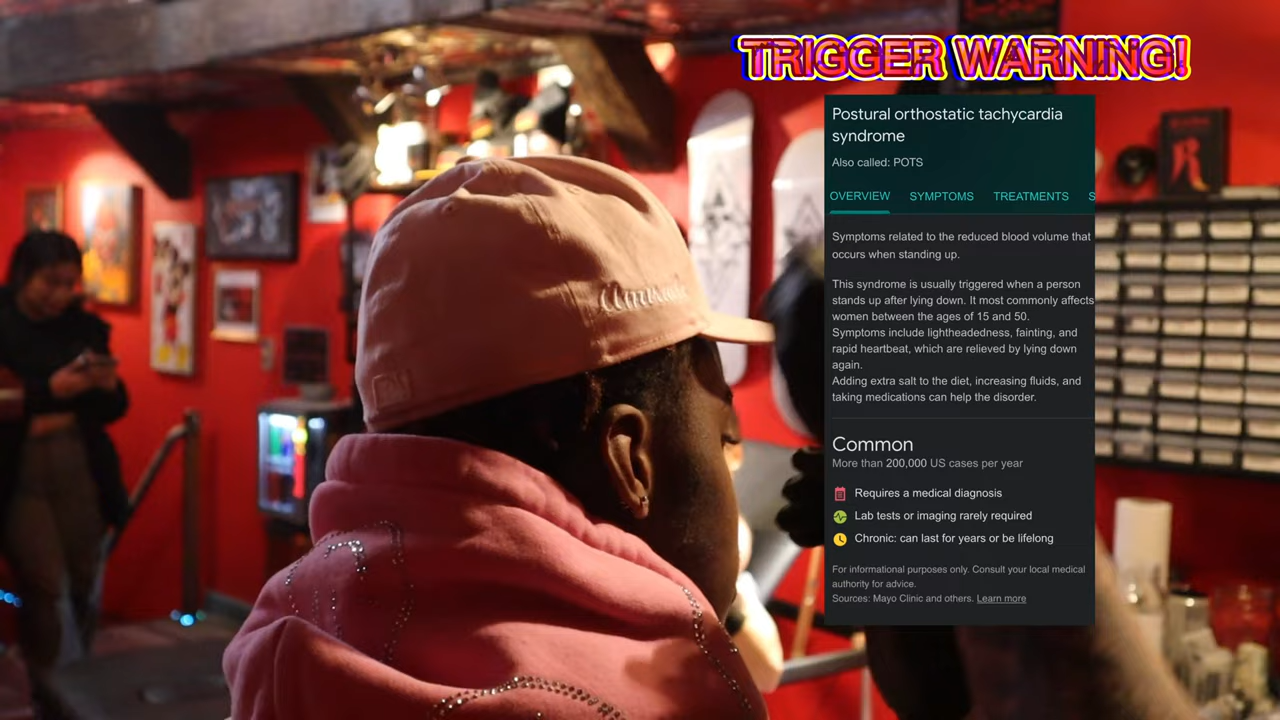 TRIGGER WARNING!
Postural orthostatic tachycardia
syndrome
Also called: POTS
OVERVIEW SYMPTOMS TREATMENTS S
Symptoms related to the reduced blood volume that
occurs when standing up.
This syndrome is usually triggered when a person
stands up after lying down. It most commonly affects
women between the ages of 15 and 50.
Symptoms include lightheadedness, fainting, and
rapid heartbeat, which are relieved by lying down
again.
Adding extra salt to the diet, increasing fluids, and
taking medications can help the disorder.
Common
More than 200,000 US cases per year
Requires a medical diagnosis
Lab tests or imaging rarely required
Chronic: can last for years or be lifelong
For informational purposes only. Consult your local medical
authority for advice.
Sources: Mayo Clinic and others. Learn more